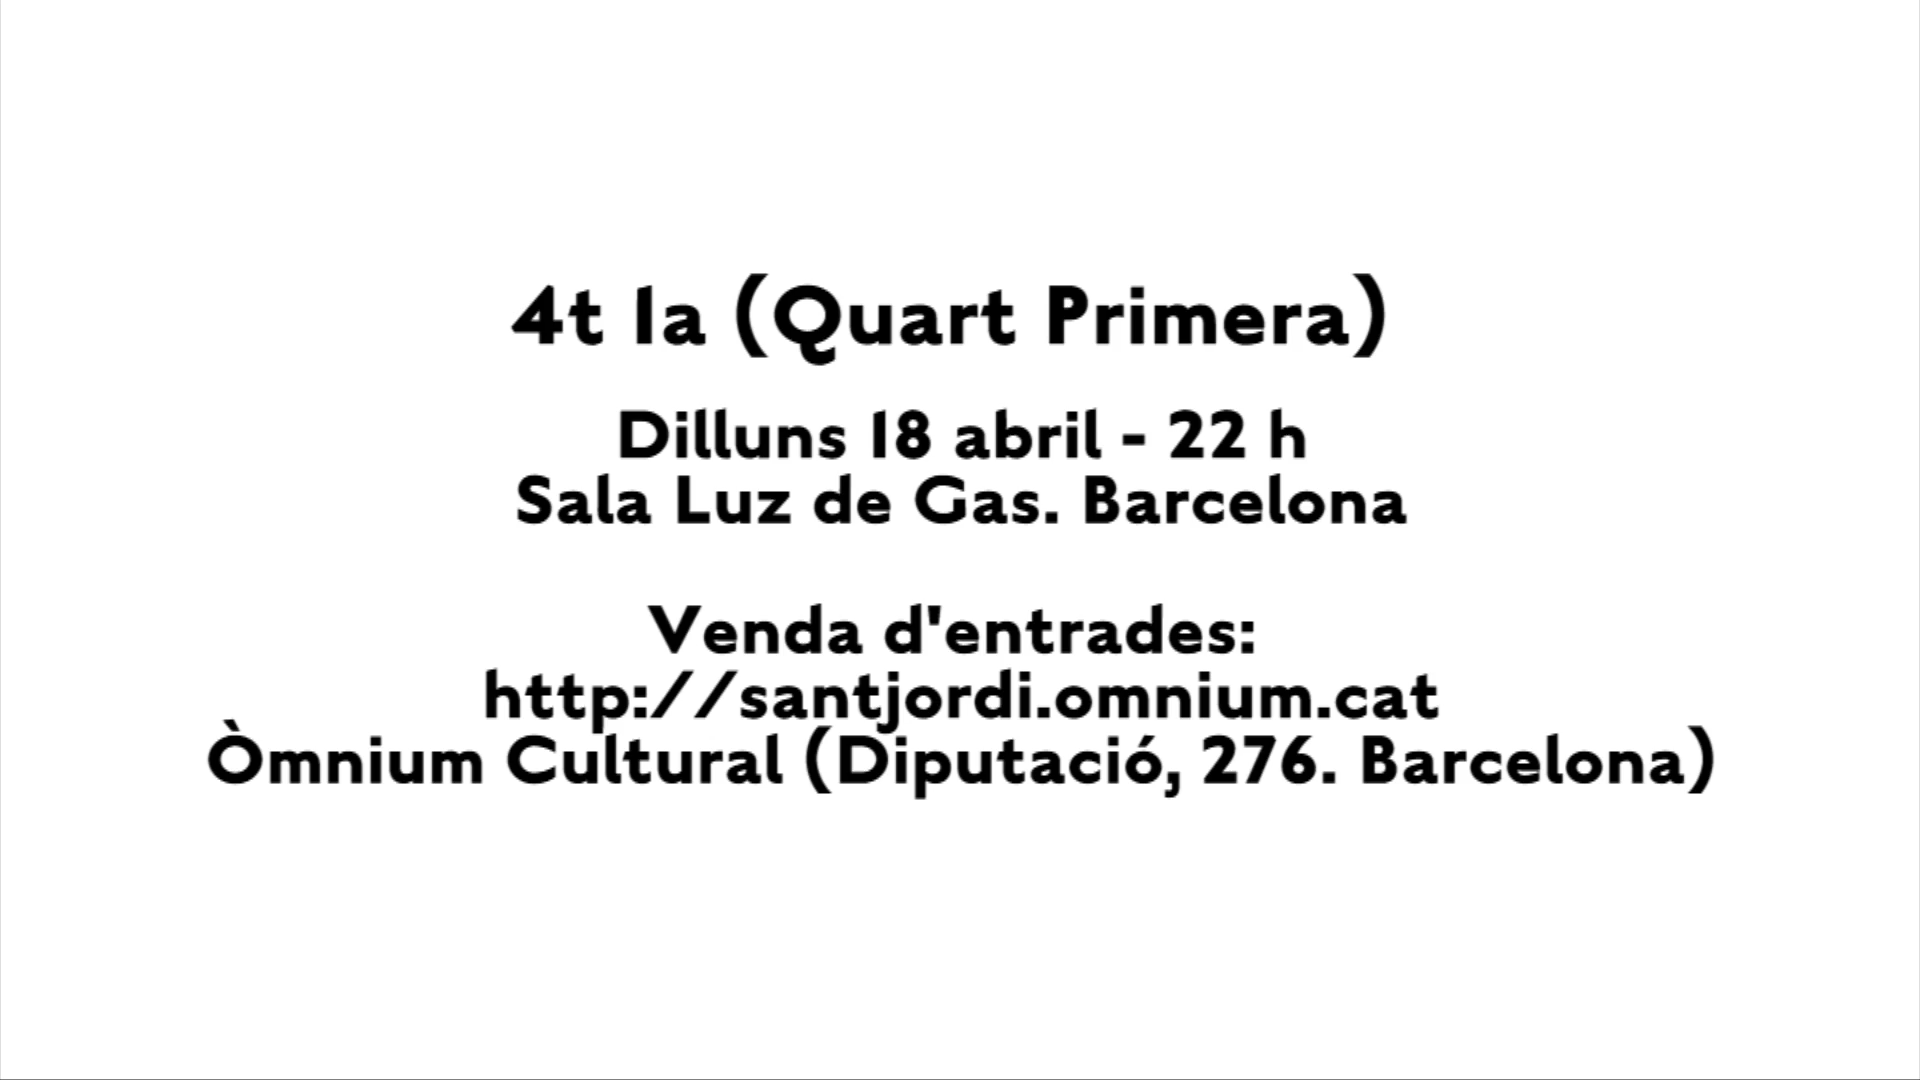 4t 1a (Quart Primera)
Dilluns 18 abril - 22 h
Sala Luz de Gas. Barcelona
Venda d'entrades:
http://santjordi.omnium.cat
Òmnium Cultural (Diputació, 276. Barcelona)